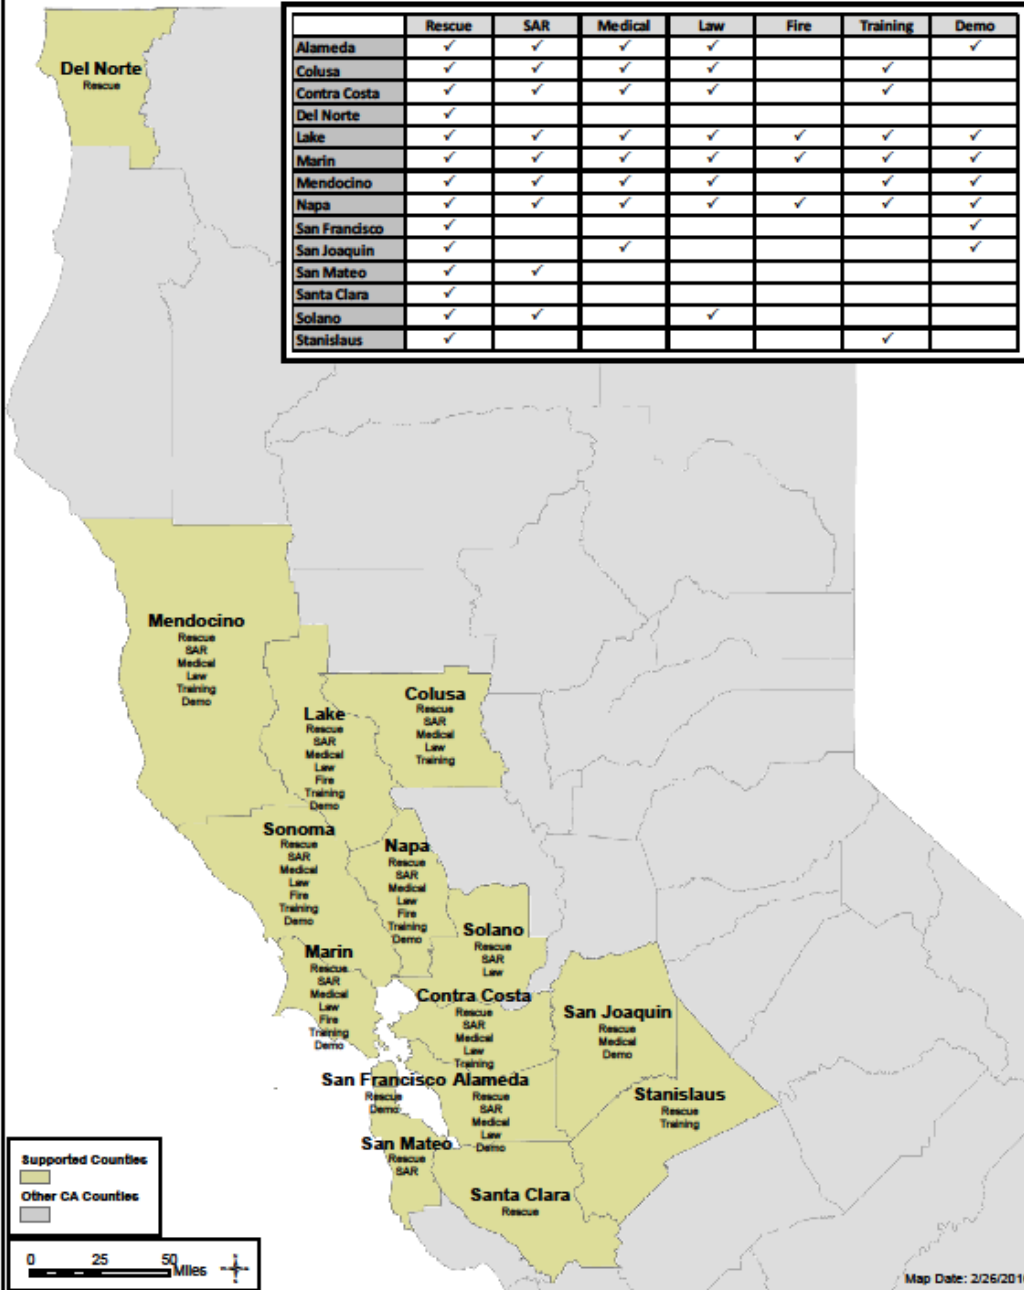 Rescue SAR Medical Law Fire Training Demo
Alameda ✓ ✓ ✓ ✓ ✓
Colusa ✓ ✓ ✓ ✓ ✓
Contra Costa ✓ ✓ ✓ ✓ ✓
Del Norte ✓
Lake ✓ ✓ ✓ ✓ ✓ ✓ ✓
Marin ✓ ✓ ✓ ✓ ✓ ✓ ✓
Mendocino ✓ ✓ ✓ ✓ ✓ ✓
Napa ✓ ✓ ✓ ✓ ✓ ✓ ✓
San Francisco ✓ ✓
San Joaquin ✓ ✓ ✓
San Mateo ✓ ✓
Santa Clara ✓
Solano ✓ ✓ ✓
Stanislaus ✓ ✓
Del Norte
Rescue
Mendocino
Rescue
SAR
Medical
Law
Training
Demo
Lake
Rescue
SAR
Medical
Law
Fire
Training
Demo
Colusa
Rescue
SAR
Medical
Law
Training
Sonoma
Rescue
SAR
Medical
Law
Fire
Training
Demo
Napa
Rescue
SAR
Medical
Law
Fire
Training
Demo
Solano
Rescue
SAR
Law
Marin
Rescue
SAR
Medical
Law
Fire
Training
Demo
Contra Costa
Rescue
SAR
Medical
Law
Training
San Joaquin
Rescue
Medical
Demo
San Francisco
Rescue
Demo
Alameda
Rescue
SAR
Medical
Law
Demo
Stanislaus
Rescue
Training
San Mateo
Rescue
SAR
Santa Clara
Rescue
Supported Counties
Other CA Counties
0 25 50 Miles
Map Date: 2/26/201